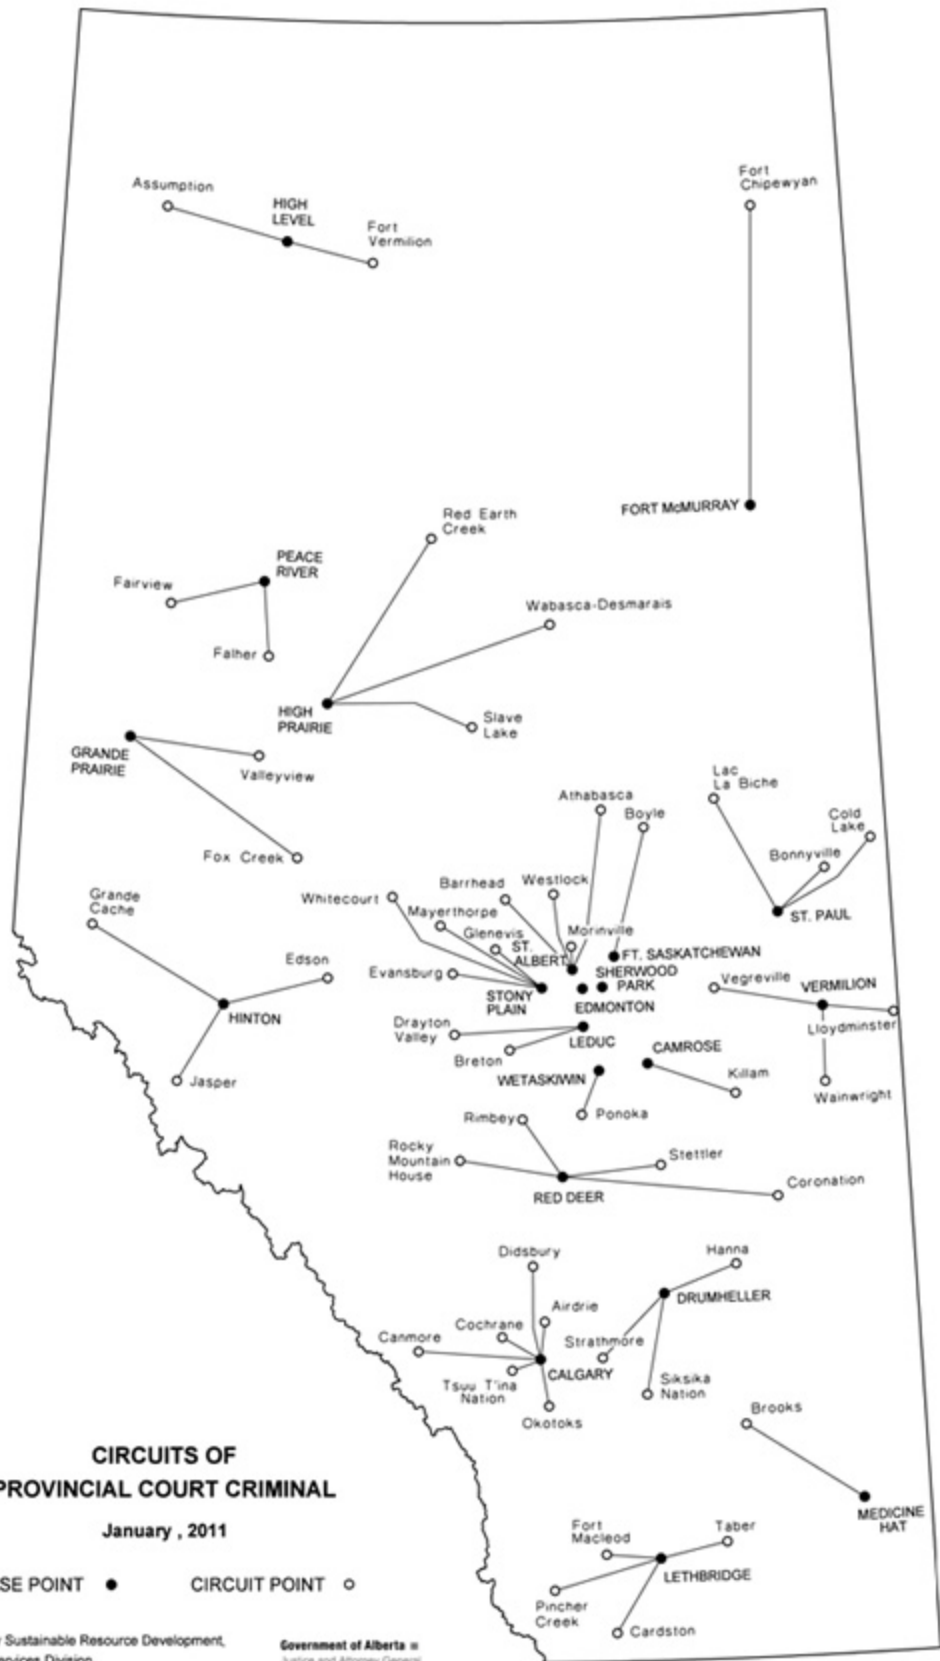 Fort
Chipewyan
Assumption
HIGH
LEVEL
Fort
Vermilion
FORT McMURRAY
Red Earth
Creek
PEACE
RIVER
Fairview
Wabasca-Desmarais
Falher
HIGH
PRAIRIE
Slave
Lake
GRANDE
PRAIRIE
Valleyview
Lac
La Biche
Athabasca
Boyle
Cold
Lake
Bonnyville
Fox Creek
Grande
Cache
Whitecourt
Barrhead
Westlock
Mayerthorpe
ST. PAUL
Glenevis
Morinville
ST.
ALBERT
FT. SASKATCHEWAN
Edson
Evansburg
SHERWOOD
PARK
Vegreville
VERMILION
STONY
PLAIN
EDMONTON
HINTON
Drayton
Valley
LEDUC
Lloydminster
Breton
CAMROSE
WETASKIWIN
Killam
Jasper
Wainwright
Ponoka
Rimbey
Rocky
Mountain
House
Stettler
RED DEER
Coronation
Didsbury
Hanna
DRUMHELLER
Airdrie
Cochrane
Canmore
Strathmore
CALGARY
Tsuu T'ina
Nation
Siksika
Nation
Okotoks
Brooks
CIRCUITS OF
PROVINCIAL COURT CRIMINAL
January , 2011
MEDICINE
HAT
Fort
Macleod
Taber
SE POINT
CIRCUIT POINT
LETHBRIDGE
Pincher
Creek
Cardston
Sustainable Resource Development,
Government of Alberta
ervices Division
Justice and Attorney General